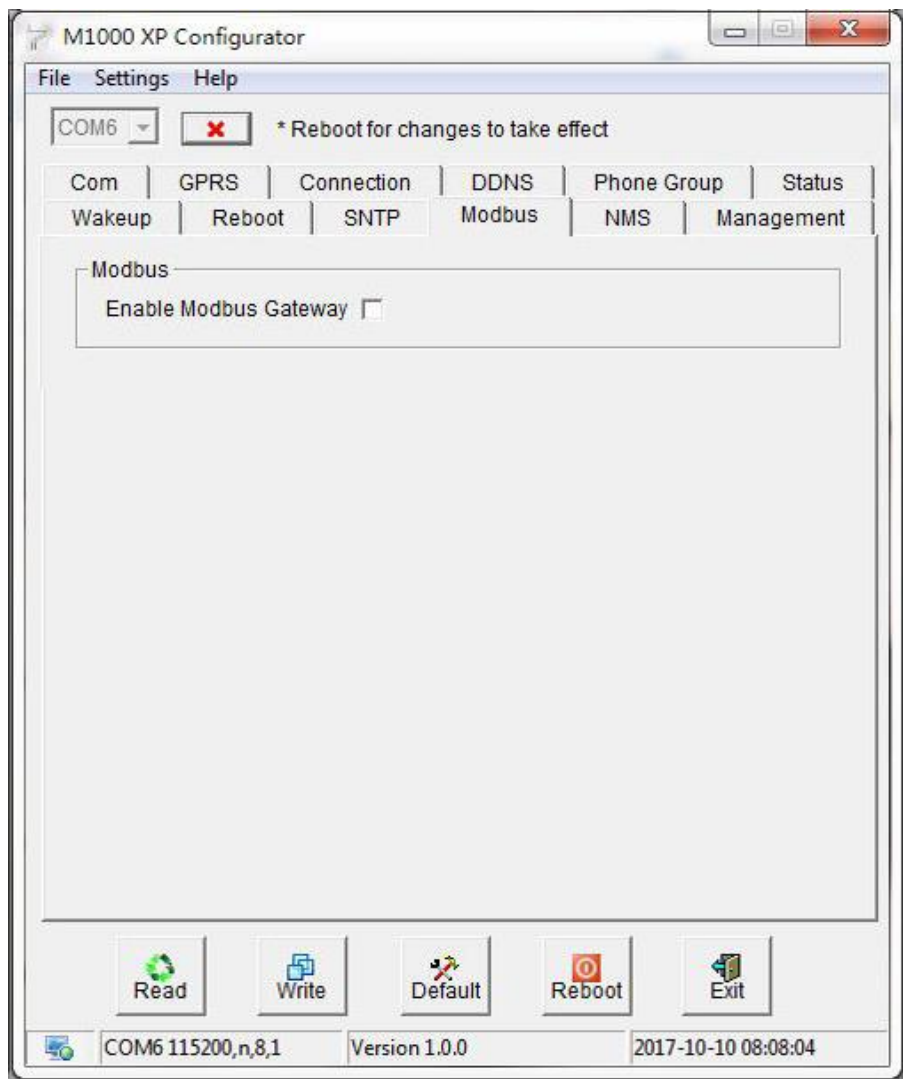 M1000 XP Configurator
File Settings Help
COM6 * Reboot for changes to take effect
Com GPRS Connection DDNS Phone Group Status
Wakeup Reboot SNTP Modbus NMS Management
Modbus
Enable Modbus Gateway
Read Write Default Reboot Exit
COM6 115200,n,8,1 Version 1.0.0 2017-10-10 08:08:04